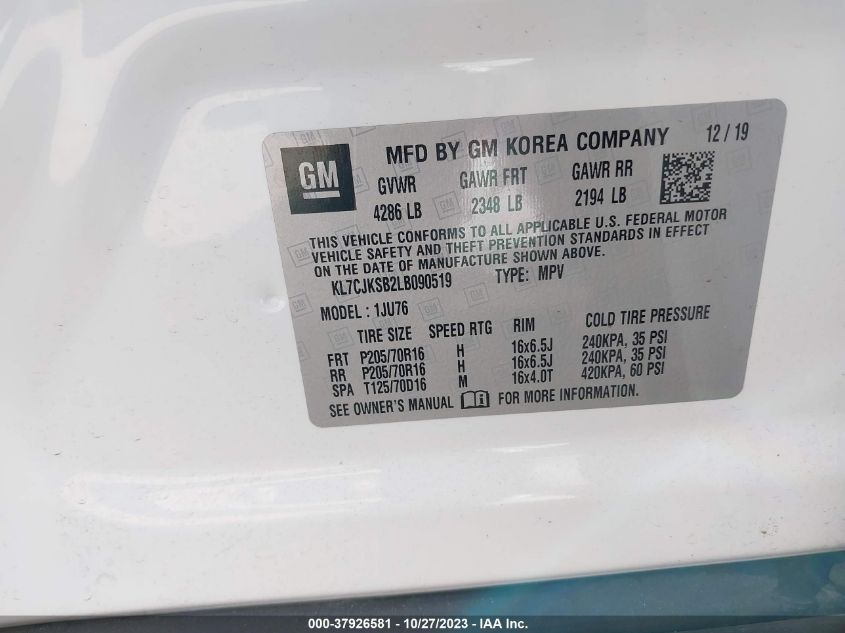 GM
MFD BY GM KOREA COMPANY 12/19
GVWR GAWR FRT GAWR RR
4286 LB 2348 LB 2194 LB
THIS VEHICLE CONFORMS TO ALL APPLICABLE U.S. FEDERAL MOTOR
VEHICLE SAFETY AND THEFT PREVENTION STANDARDS IN EFFECT
ON THE DATE OF MANUFACTURE SHOWN ABOVE.
KL7CJKSB2LB090519 TYPE: MPV
MODEL: 1JU76
TIRE SIZE SPEED RTG RIM COLD TIRE PRESSURE
FRT P205/70R16 H 16x6.5J 240KPA, 35 PSI
RR P205/70R16 H 16x6.5J 240KPA, 35 PSI
SPA T125/70D16 M 16x4.0T 420KPA, 60 PSI
SEE OWNER'S MANUAL FOR MORE INFORMATION.
000-37926581 - 10/27/2023 - IAAI Inc.